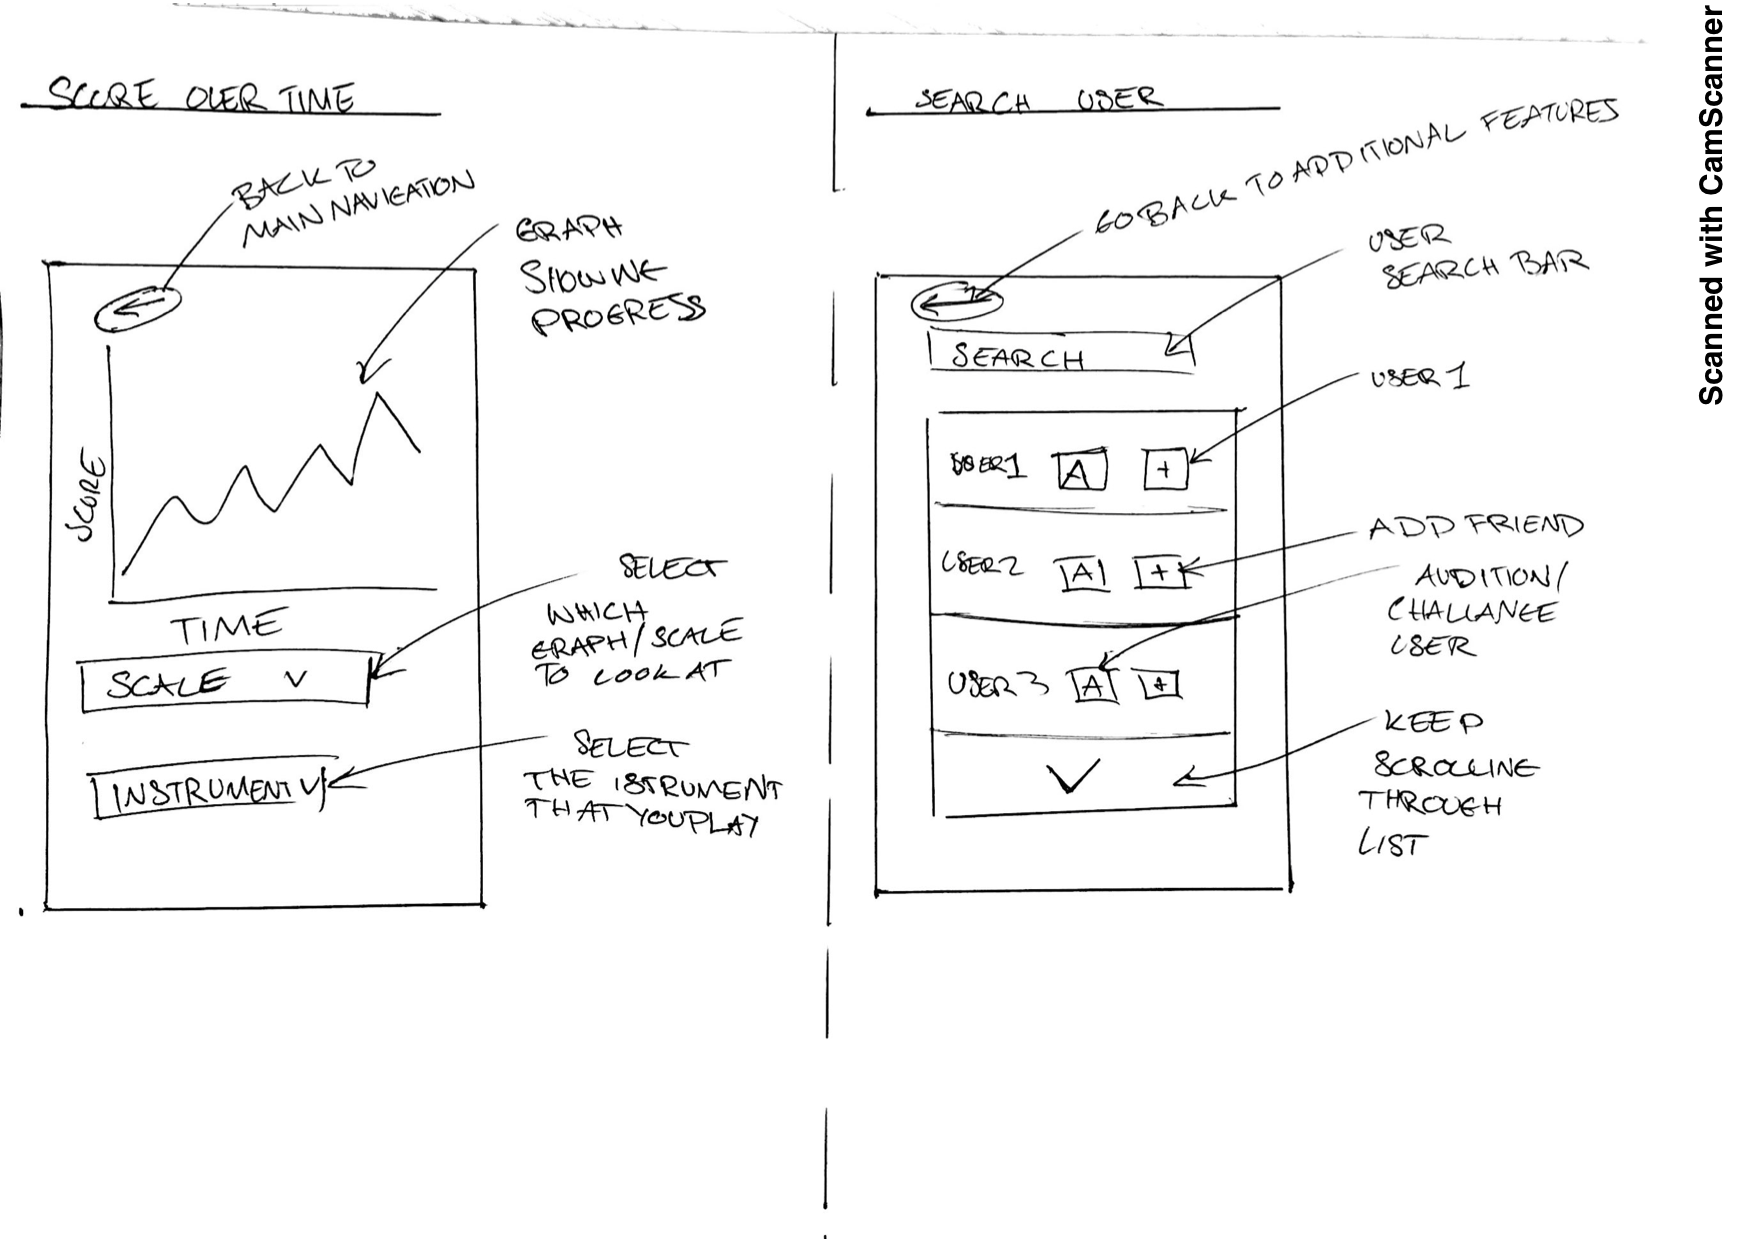 SCORE OVER TIME
BACK TO
MAIN NAVIGATION
GRAPH
SHOWING
PROGRESS
SCORE
TIME
SCALE V
INSTRUMENT V
SELECT
WHICH
GRAPH/SCALE
TO LOOK AT
SELECT
THE ISTRUMENT
THAT YOU PLAY
SEARCH USER
GO BACK TO ADDITIONAL FEATURES
USER
SEARCH BAR
SEARCH
USER 1
USER1 A +
USER2 A +
USER3 A +
ADD FRIEND
AUDITION/
CHALLANGE
USER
KEEP
SCROLLING
THROUGH
LIST
Scanned with CamScanner